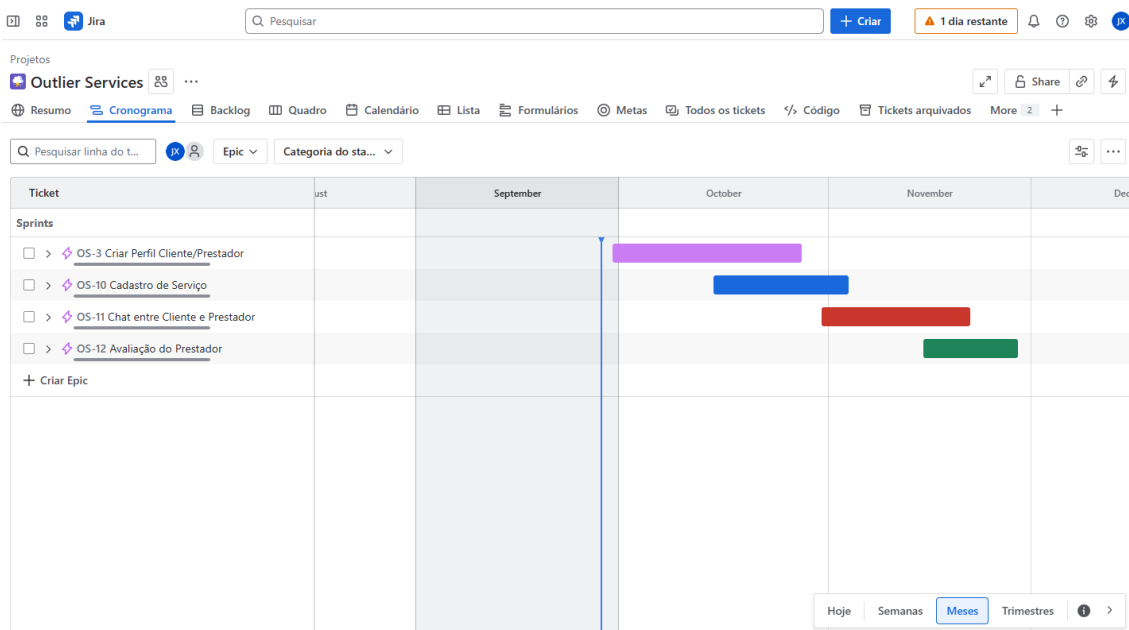 Jira
Pesquisar
Criar
1 dia restante
JX
Projetos
Outlier Services
Share
Resumo
Cronograma
Backlog
Quadro
Calendário
Lista
Formulários
Metas
Todos os tickets
Código
Tickets arquivados
More 2
Pesquisar linha do t...
JX
Epic
Categoria do sta...
Ticket
ust
September
October
November
Dec
Sprints
OS-3 Criar Perfil Cliente/Prestador
OS-10 Cadastro de Serviço
OS-11 Chat entre Cliente e Prestador
OS-12 Avaliação do Prestador
Criar Epic
Hoje
Semanas
Meses
Trimestres